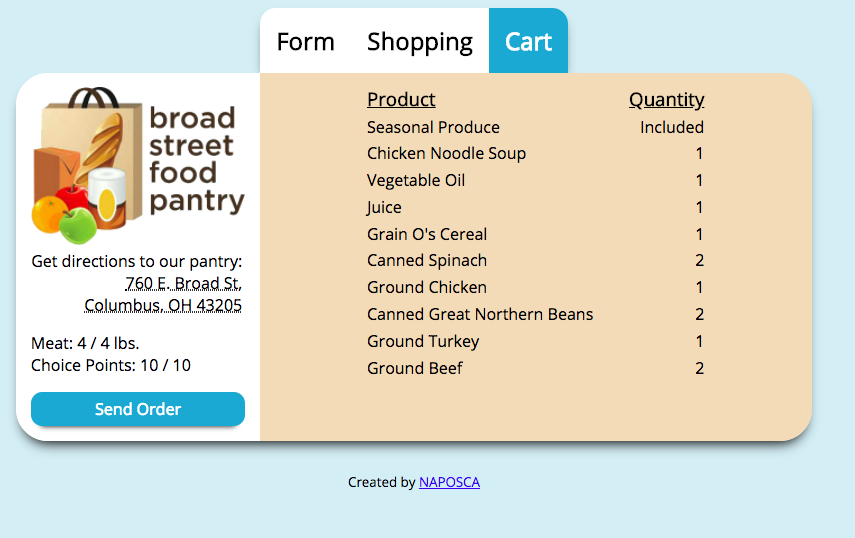 Form Shopping Cart
broad
street
food
pantry
Get directions to our pantry:
760 E. Broad St,
Columbus, OH 43205
Meat: 4 / 4 lbs.
Choice Points: 10 / 10
Send Order
Product Quantity
Seasonal Produce Included
Chicken Noodle Soup 1
Vegetable Oil 1
Juice 1
Grain O's Cereal 1
Canned Spinach 2
Ground Chicken 1
Canned Great Northern Beans 2
Ground Turkey 1
Ground Beef 2
Created by NAPOSCA